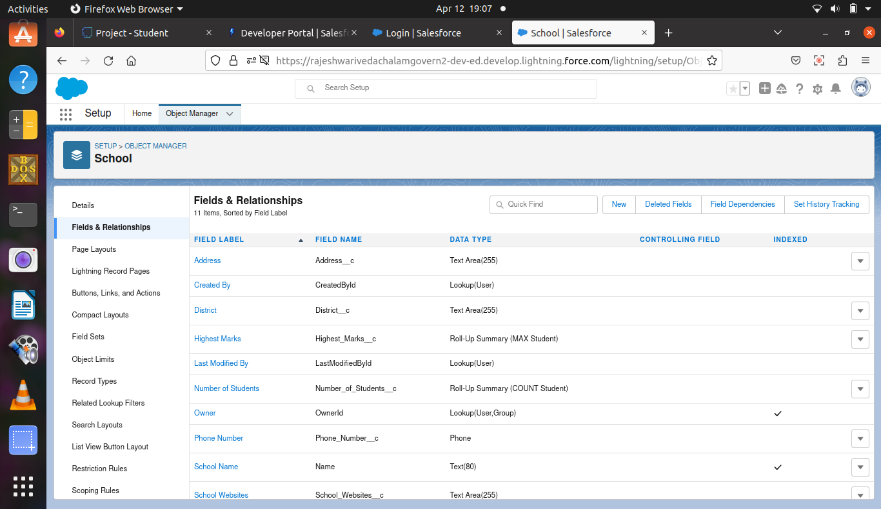 Activities
Firefox Web Browser
Apr 12 19:07
Project - Student
Developer Portal | Salesf
Login | Salesforce
School | Salesforce
https://rajeshwarivedachalamgovern2-dev-ed.develop.lightning.force.com/lightning/setup/Ob
Search Setup
Setup
Home
Object Manager
SETUP > OBJECT MANAGER
School
Details
Fields & Relationships
Page Layouts
Lightning Record Pages
Buttons, Links, and Actions
Compact Layouts
Field Sets
Object Limits
Record Types
Related Lookup Filters
Search Layouts
List View Button Layout
Restriction Rules
Scoping Rules
Fields & Relationships
11 Items, Sorted by Field Label
Quick Find
New
Deleted Fields
Field Dependencies
Set History Tracking
FIELD LABEL FIELD NAME DATA TYPE CONTROLLING FIELD INDEXED
Address Address__c Text Area(255)
Created By CreatedById Lookup(User)
District District__c Text Area(255)
Highest Marks Highest_Marks__c Roll-Up Summary (MAX Student)
Last Modified By LastModifiedById Lookup(User)
Number of Students Number_of_Students__c Roll-Up Summary (COUNT Student)
Owner OwnerId Lookup(User,Group)
Phone Number Phone_Number__c Phone
School Name Name Text(80)
School Websites School_Websites__c Text Area(255)